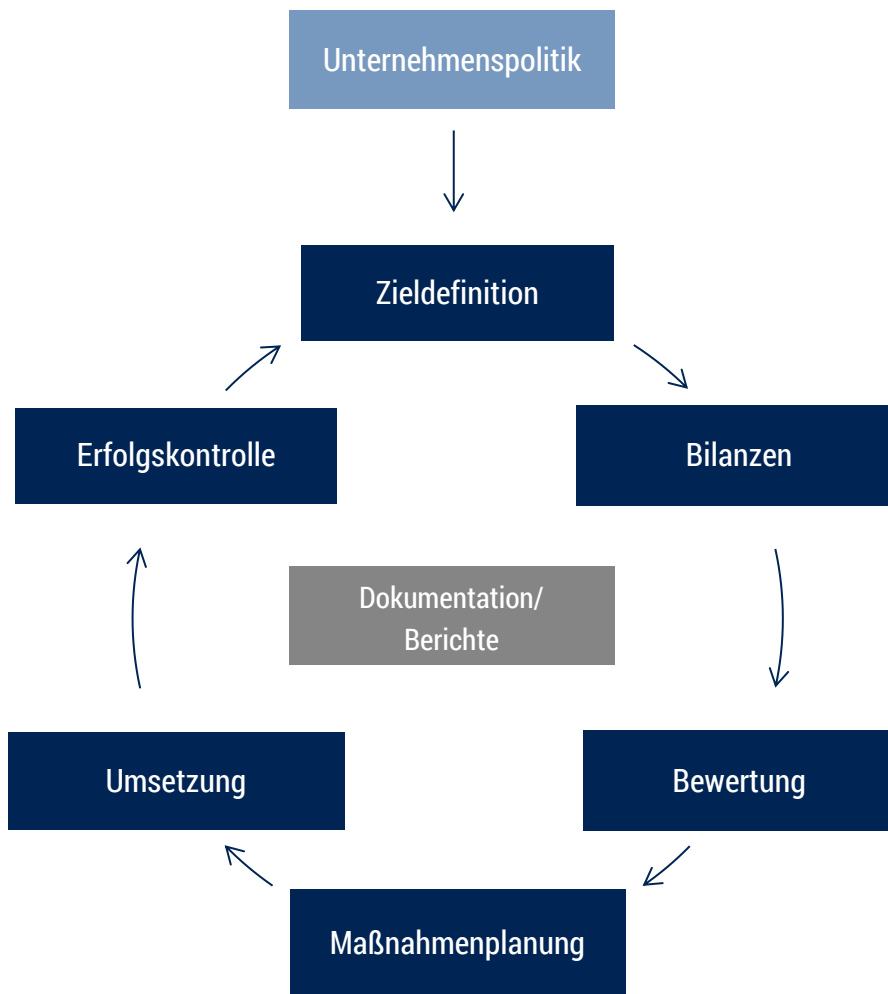 Unternehmenspolitik
Zieldefinition
Erfolgskontrolle
Bilanzen
Dokumentation/
Berichte
Umsetzung
Bewertung
Maßnahmenplanung